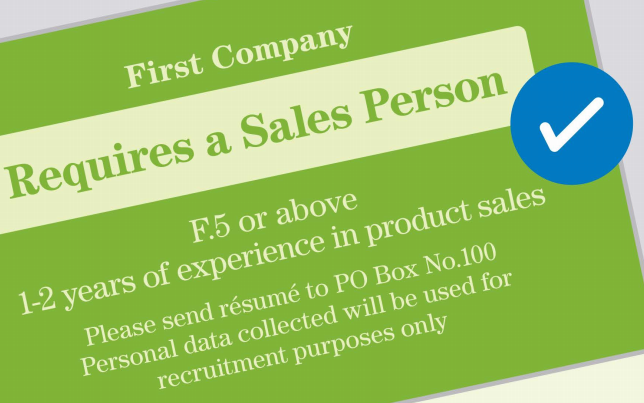 First Company
Requires a Sales Person
F.5 or above
1-2 years of experience in product sales
Please send résumé to PO Box No.100
Personal data collected will be used for
recruitment purposes only